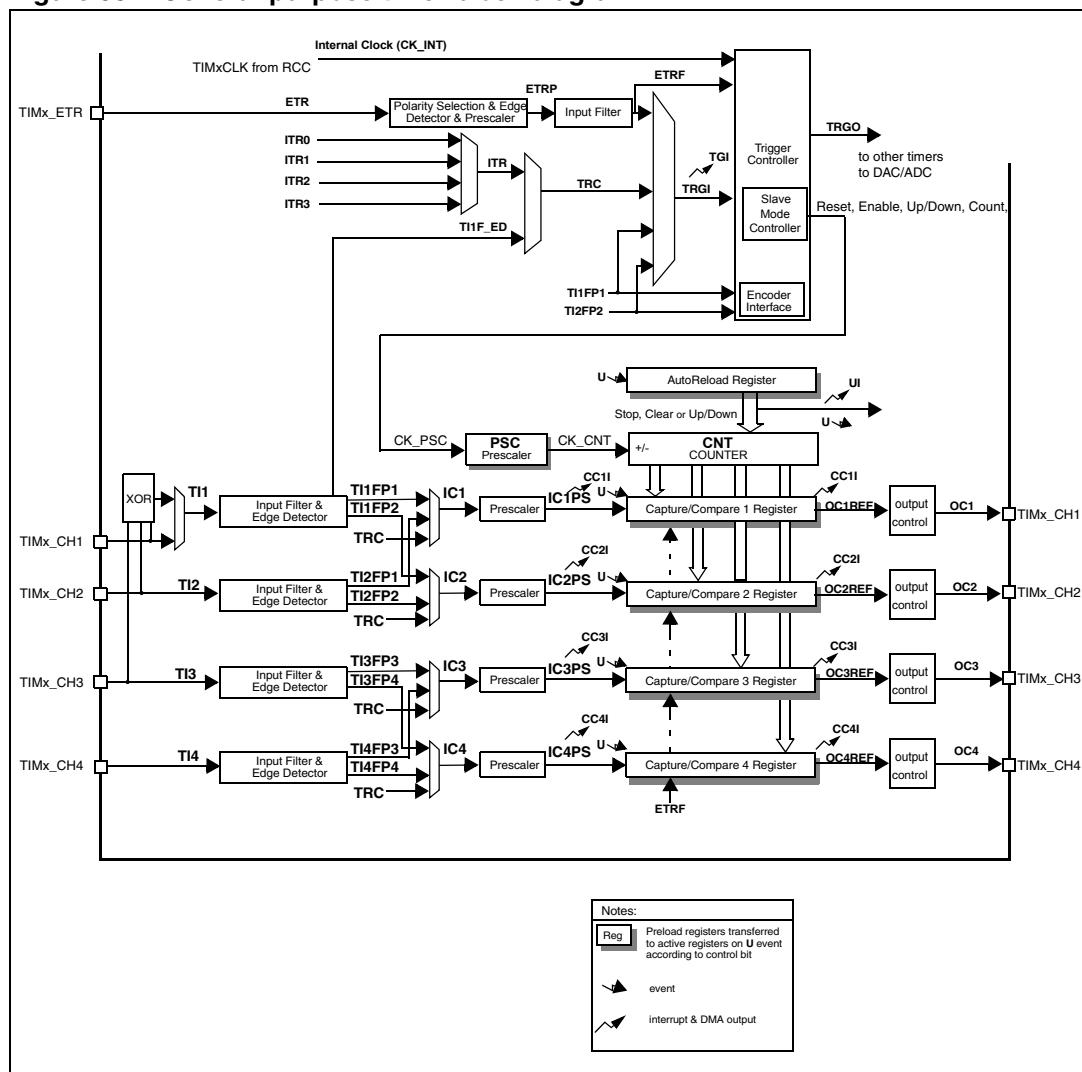 Internal Clock (CK_INT)
TIMxCLK from RCC
ETRF
TIMx_ETR
ETR
Polarity Selection & Edge
Detector & Prescaler
ETRP
Input Filter
ITR0
ITR1
ITR2
ITR3
ITR
TI1F_ED
TRC
TGI
TRGI
Trigger
Controller
TRGO
to other timers
to DAC/ADC
Slave
Mode
Controller
Reset, Enable, Up/Down, Count,
TI1FP1
TI2FP2
Encoder
Interface
U
AutoReload Register
UI
Stop, Clear or Up/Down
U
CK_PSC
PSC
Prescaler
CK_CNT
+/-
CNT
COUNTER
XOR
TI1
Input Filter &
Edge Detector
TI1FP1
TI1FP2
TRC
IC1
Prescaler
CC1I
IC1PS
U
Capture/Compare 1 Register
CC1I
OC1REF
output
control
OC1
TIMx_CH1
TIMx_CH1
TIMx_CH2
TI2
Input Filter &
Edge Detector
TI2FP1
TI2FP2
TRC
IC2
Prescaler
CC2I
IC2PS
U
Capture/Compare 2 Register
CC2I
OC2REF
output
control
OC2
TIMx_CH2
TIMx_CH3
TI3
Input Filter &
Edge Detector
TI3FP3
TI3FP4
TRC
IC3
Prescaler
CC3I
IC3PS
U
Capture/Compare 3 Register
CC3I
OC3REF
output
control
OC3
TIMx_CH3
TIMx_CH4
TI4
Input Filter &
Edge Detector
TI4FP3
TI4FP4
TRC
IC4
Prescaler
CC4I
IC4PS
U
Capture/Compare 4 Register
CC4I
OC4REF
output
control
OC4
TIMx_CH4
ETRF
Notes:
Reg
Preload registers transferred
to active registers on U event
according to control bit
event
interrupt & DMA output